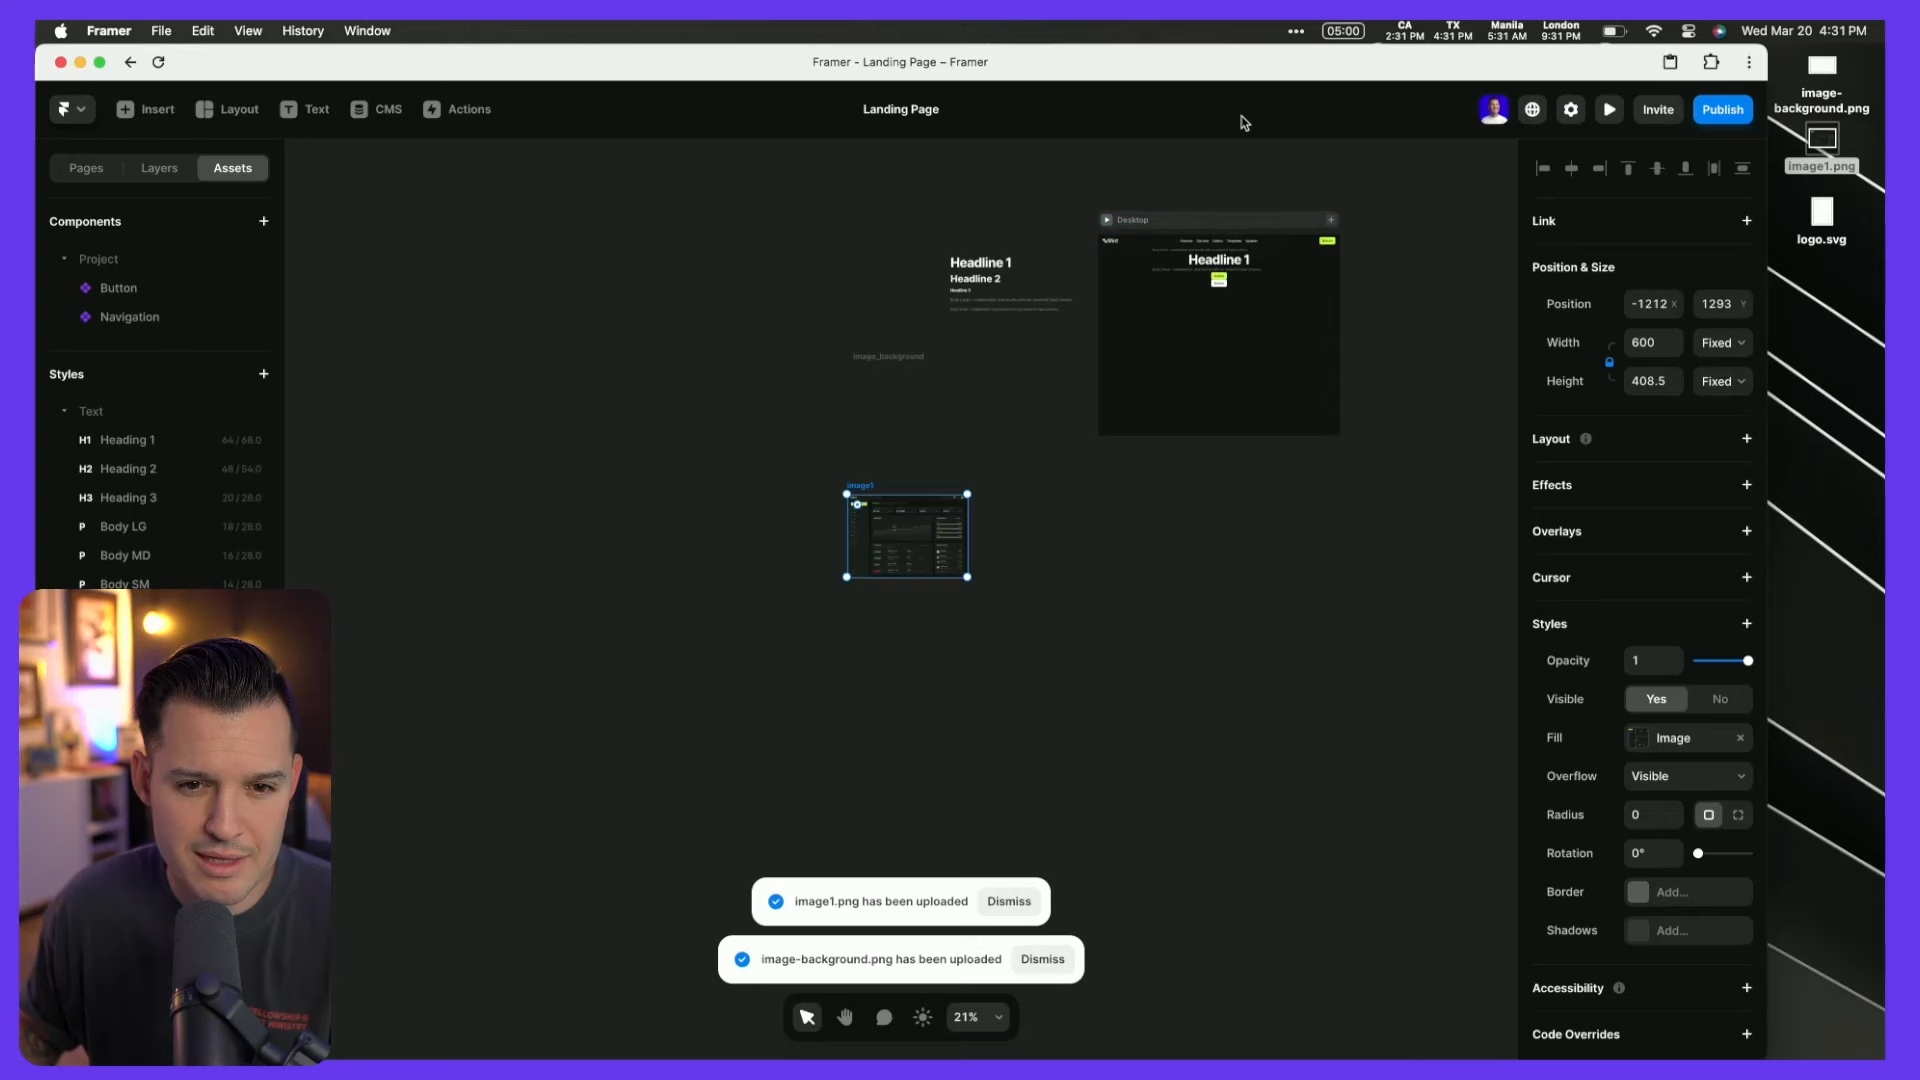 Framer File Edit View History Window
05:00
CA 2:31 PM
TX 4:31 PM
Manila 5:31 AM
London 9:31 PM
Wed Mar 20 4:31 PM
Framer - Landing Page – Framer
Insert Layout Text CMS Actions
Landing Page
Invite Publish
image-background.png
image1.png
logo.svg
Pages Layers Assets
Components
Project
Button
Navigation
Styles
Text
H1 Heading 1 64 / 68.0
H2 Heading 2 48 / 54.0
H3 Heading 3 20 / 28.0
P Body LG 18 / 28.0
P Body MD 16 / 28.0
P Body SM 14 / 28.0
Headline 1
Headline 2
Headline 3
image_background
Desktop
Headline 1
image1
Link
Position & Size
Position -1212 X 1293 Y
Width 600 Fixed
Height 408.5 Fixed
Layout
Effects
Overlays
Cursor
Styles
Opacity 1
Visible Yes No
Fill Image
Overflow Visible
Radius 0
Rotation 0°
Border Add...
Shadows Add...
Accessibility
Code Overrides
image1.png has been uploaded Dismiss
image-background.png has been uploaded Dismiss
21%